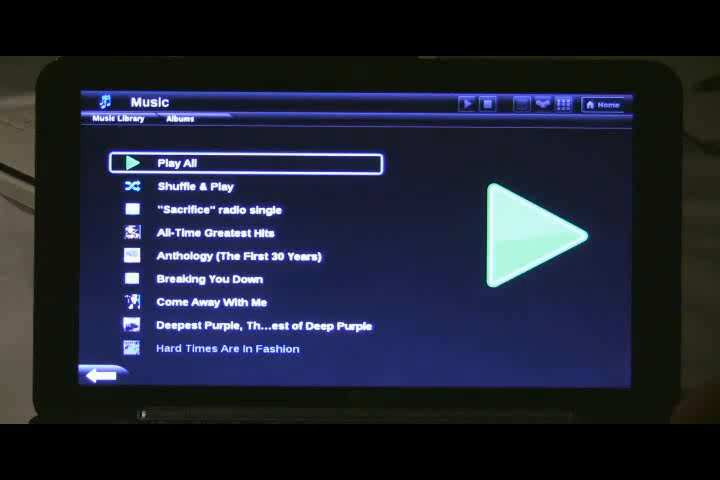 Music
Home
Music Library
Albums
Play All
Shuffle & Play
"Sacrifice" radio single
All-Time Greatest Hits
Anthology (The First 30 Years)
Breaking You Down
Come Away With Me
Deepest Purple, Th...est of Deep Purple
Hard Times Are In Fashion